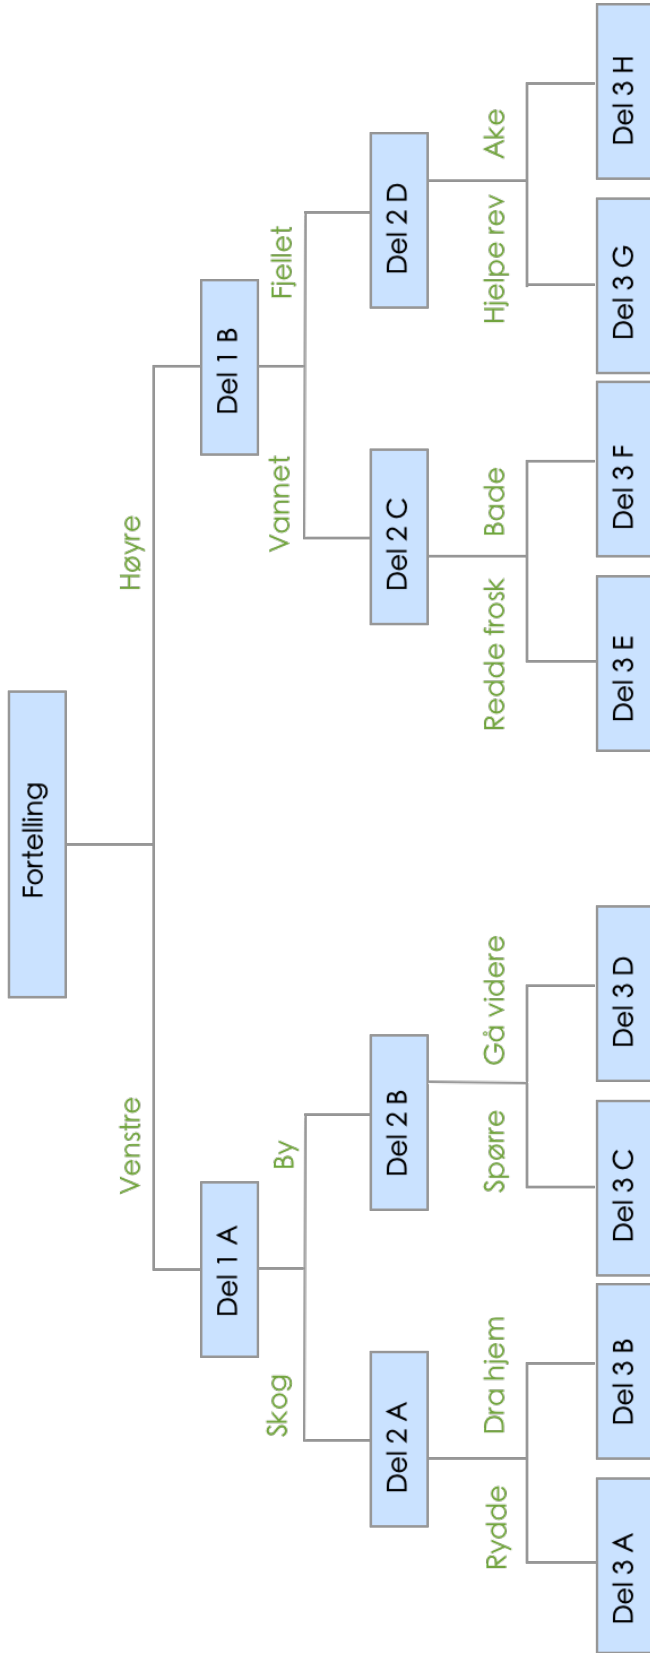 Fortelling
Venstre
Høyre
Del 1 A
Del 1 B
Skog
By
Vannet
Fjellet
Del 2 A
Del 2 B
Del 2 C
Del 2 D
Rydde
Dra hjem
Spørre
Gå videre
Redde frosk
Bade
Hjelpe rev
Ake
Del 3 A
Del 3 B
Del 3 C
Del 3 D
Del 3 E
Del 3 F
Del 3 G
Del 3 H